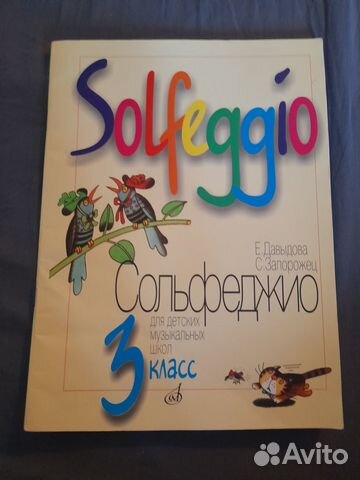 Solfeggio
Е. Давыдова
С. Запорожец
Сольфеджио
для детских
музыкальных
школ
3 класс
Avito